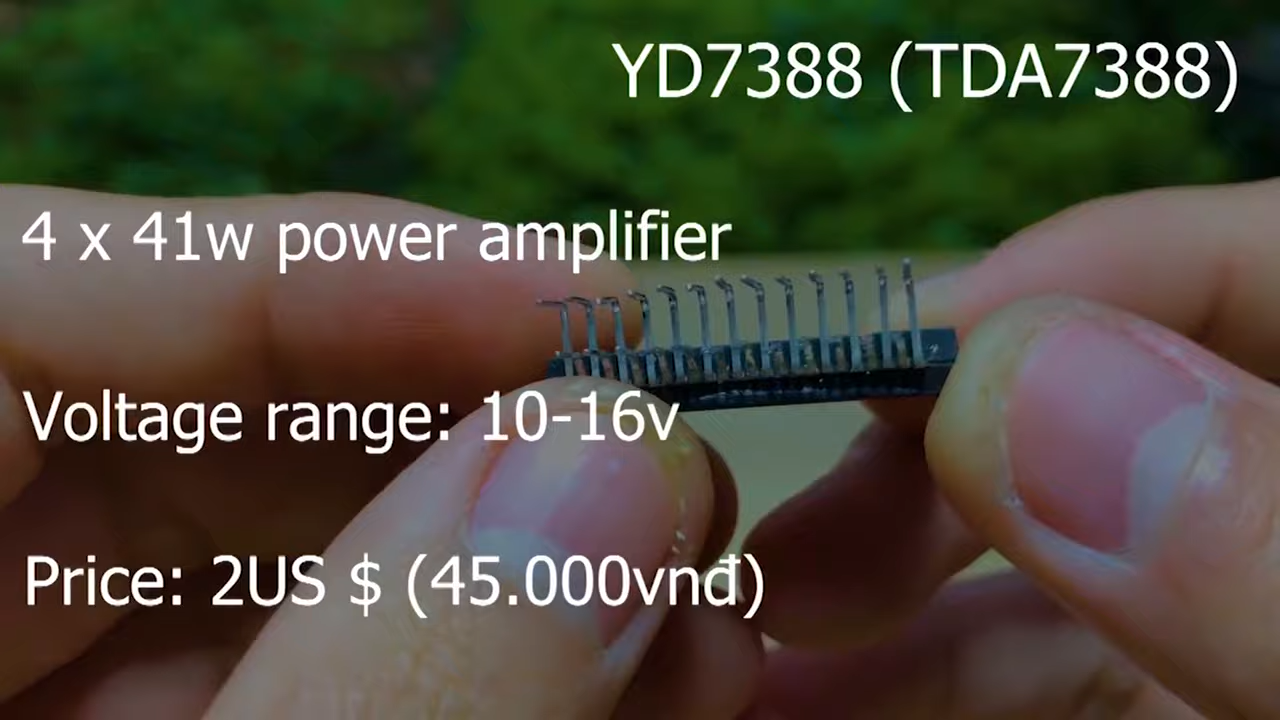 YD7388 (TDA7388)
4 x 41w power amplifier
Voltage range: 10-16v
Price: 2US $ (45.000vnđ)